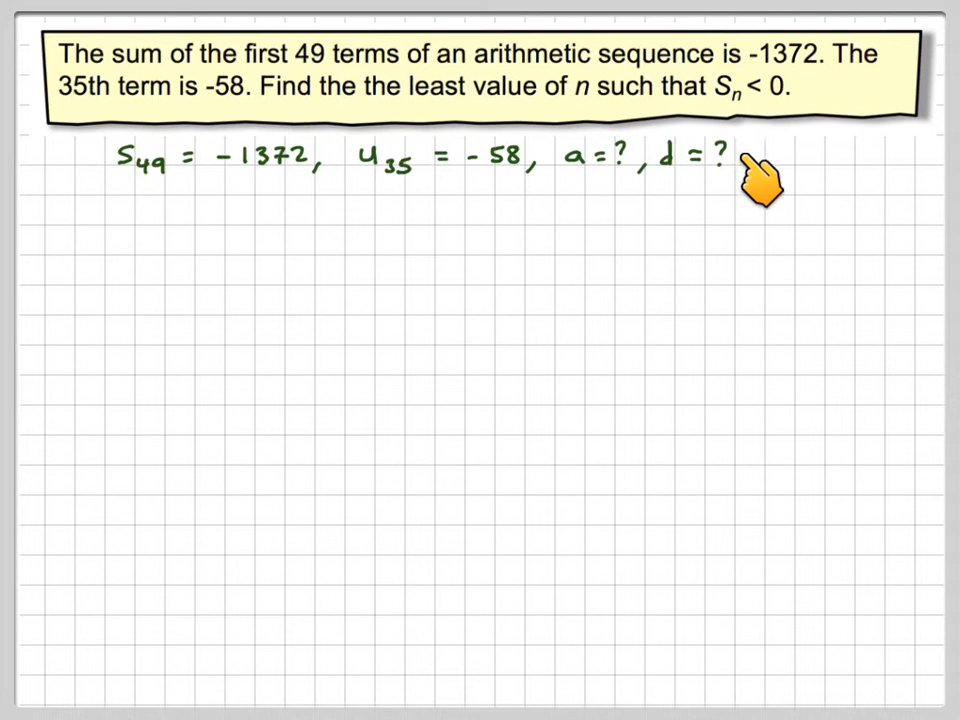 The sum of the first 49 terms of an arithmetic sequence is -1372. The
35th term is -58. Find the the least value of n such that Sn < 0.
S49 = -1372, u35 = -58, a=?, d=?